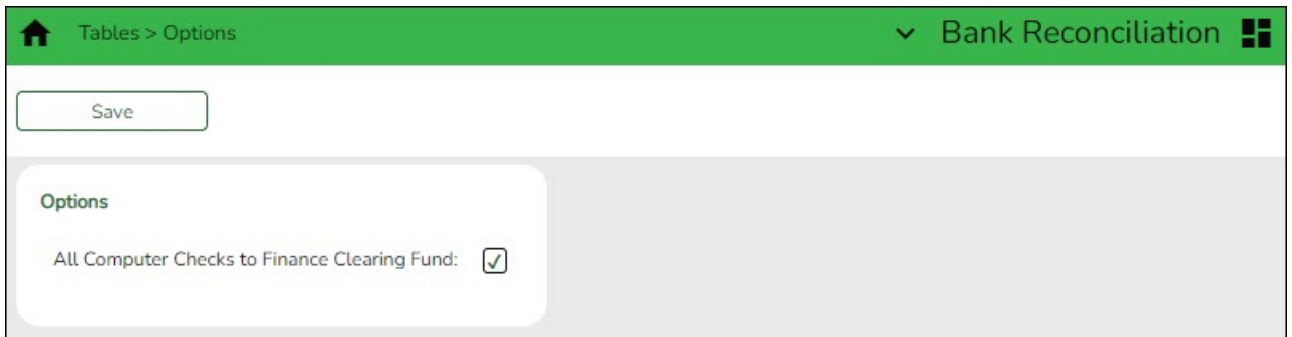 Tables > Options
Bank Reconciliation
Save
Options
All Computer Checks to Finance Clearing Fund: